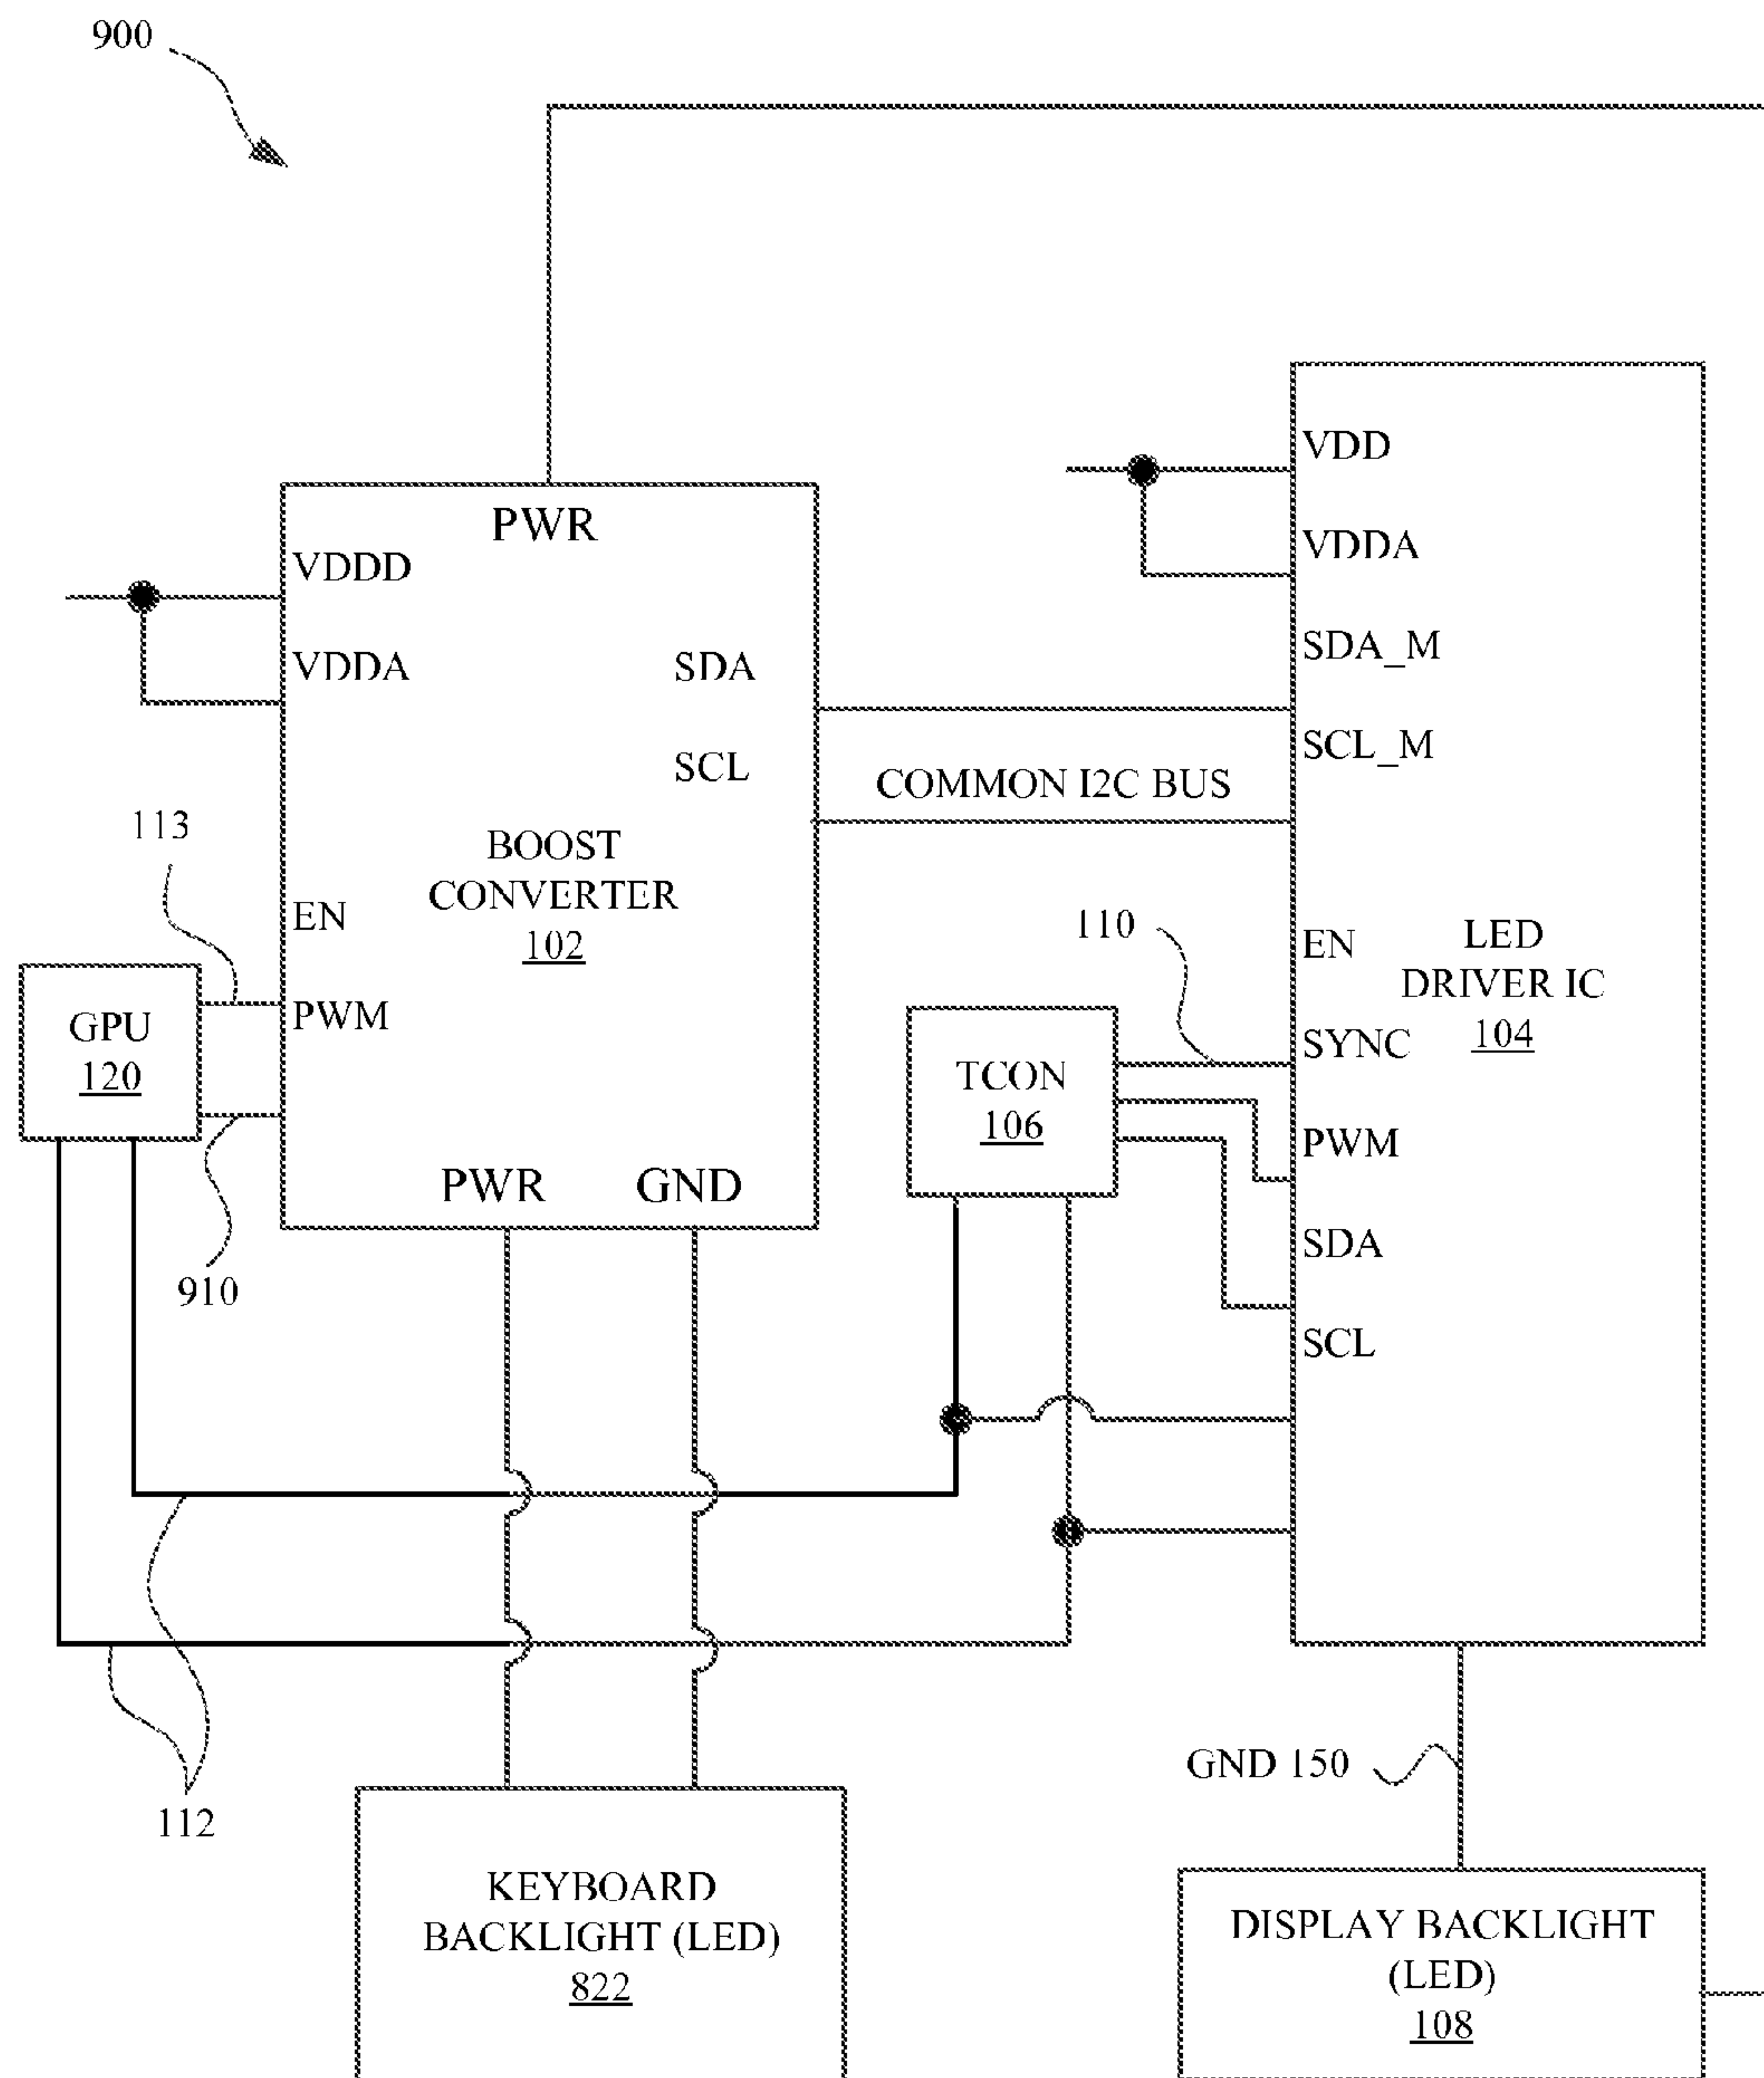 900
PWR
VDDD
VDDA
SDA
SCL
BOOST
CONVERTER
102
EN
PWM
PWR
GND
113
GPU
120
910
COMMON I2C BUS
VDD
VDDA
SDA_M
SCL_M
EN
SYNC
PWM
SDA
SCL
LED
DRIVER IC
104
110
TCON
106
112
GND 150
KEYBOARD
BACKLIGHT (LED)
822
DISPLAY BACKLIGHT
(LED)
108